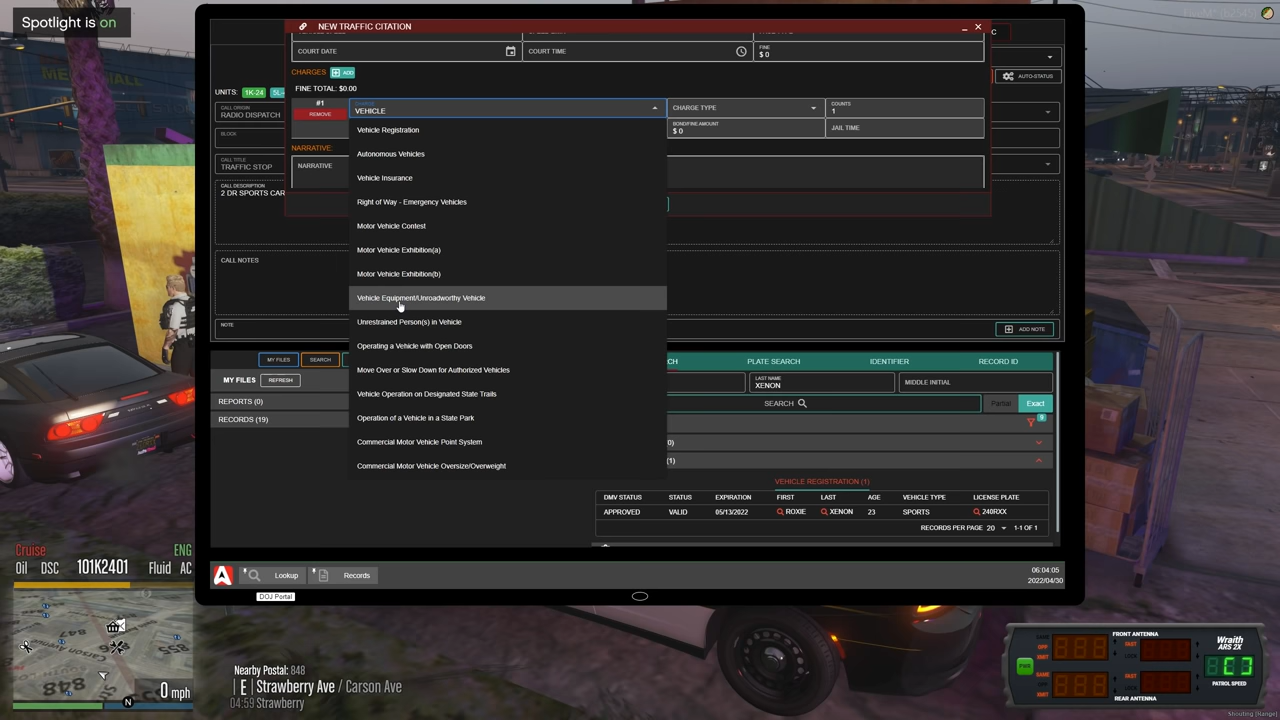 Spotlight is on
NEW TRAFFIC CITATION
COURT DATE
COURT TIME
FINE
$ 0
CHARGES
ADD
FINE TOTAL: $0.00
#1
REMOVE
CHARGE
VEHICLE
CHARGE TYPE
COUNTS
1
BOND/FINE AMOUNT
$ 0
JAIL TIME
NARRATIVE:
NARRATIVE
Vehicle Registration
Autonomous Vehicles
Vehicle Insurance
Right of Way - Emergency Vehicles
Motor Vehicle Contest
Motor Vehicle Exhibition(a)
Motor Vehicle Exhibition(b)
Vehicle Equipment/Unroadworthy Vehicle
Unrestrained Person(s) in Vehicle
Operating a Vehicle with Open Doors
Move Over or Slow Down for Authorized Vehicles
Vehicle Operation on Designated State Trails
Operation of a Vehicle in a State Park
Commercial Motor Vehicle Point System
Commercial Motor Vehicle Oversize/Overweight
AUTO-STATUS
UNITS: 1K-24 5L-
CALL ORIGIN
RADIO DISPATCH
BLOCK
CALL TITLE
TRAFFIC STOP
CALL DESCRIPTION
2 DR SPORTS CAR
CALL NOTES
NOTE
ADD NOTE
MY FILES
SEARCH
MY FILES
REFRESH
REPORTS (0)
RECORDS (19)
PLATE SEARCH
IDENTIFIER
RECORD ID
LAST NAME
XENON
MIDDLE INITIAL
SEARCH
Partial
Exact
9
VEHICLE REGISTRATION (1)
DMV STATUS STATUS EXPIRATION FIRST LAST AGE VEHICLE TYPE LICENSE PLATE
APPROVED VALID 05/13/2022 ROXIE XENON 23 SPORTS 240RXX
RECORDS PER PAGE 20 1-1 OF 1
Lookup
Records
06:04:05
2022/04/30
DOJ Portal
Cruise
ENG
Oil DSC 101K2401 Fluid AC
0 mph
N
Nearby Postal: 848
| E | Strawberry Ave / Carson Ave
04:59 Strawberry
FRONT ANTENNA
REAR ANTENNA
Wraith
ARS 2X
PATROL SPEED
PWR
Shouting (Range)